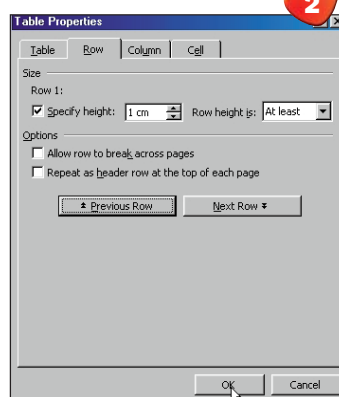 2
Table Properties
Table Row Column Cell
Size
Row 1:
Specify height: 1 cm Row height is: At least
Options
Allow row to break across pages
Repeat as header row at the top of each page
Previous Row Next Row
OK Cancel